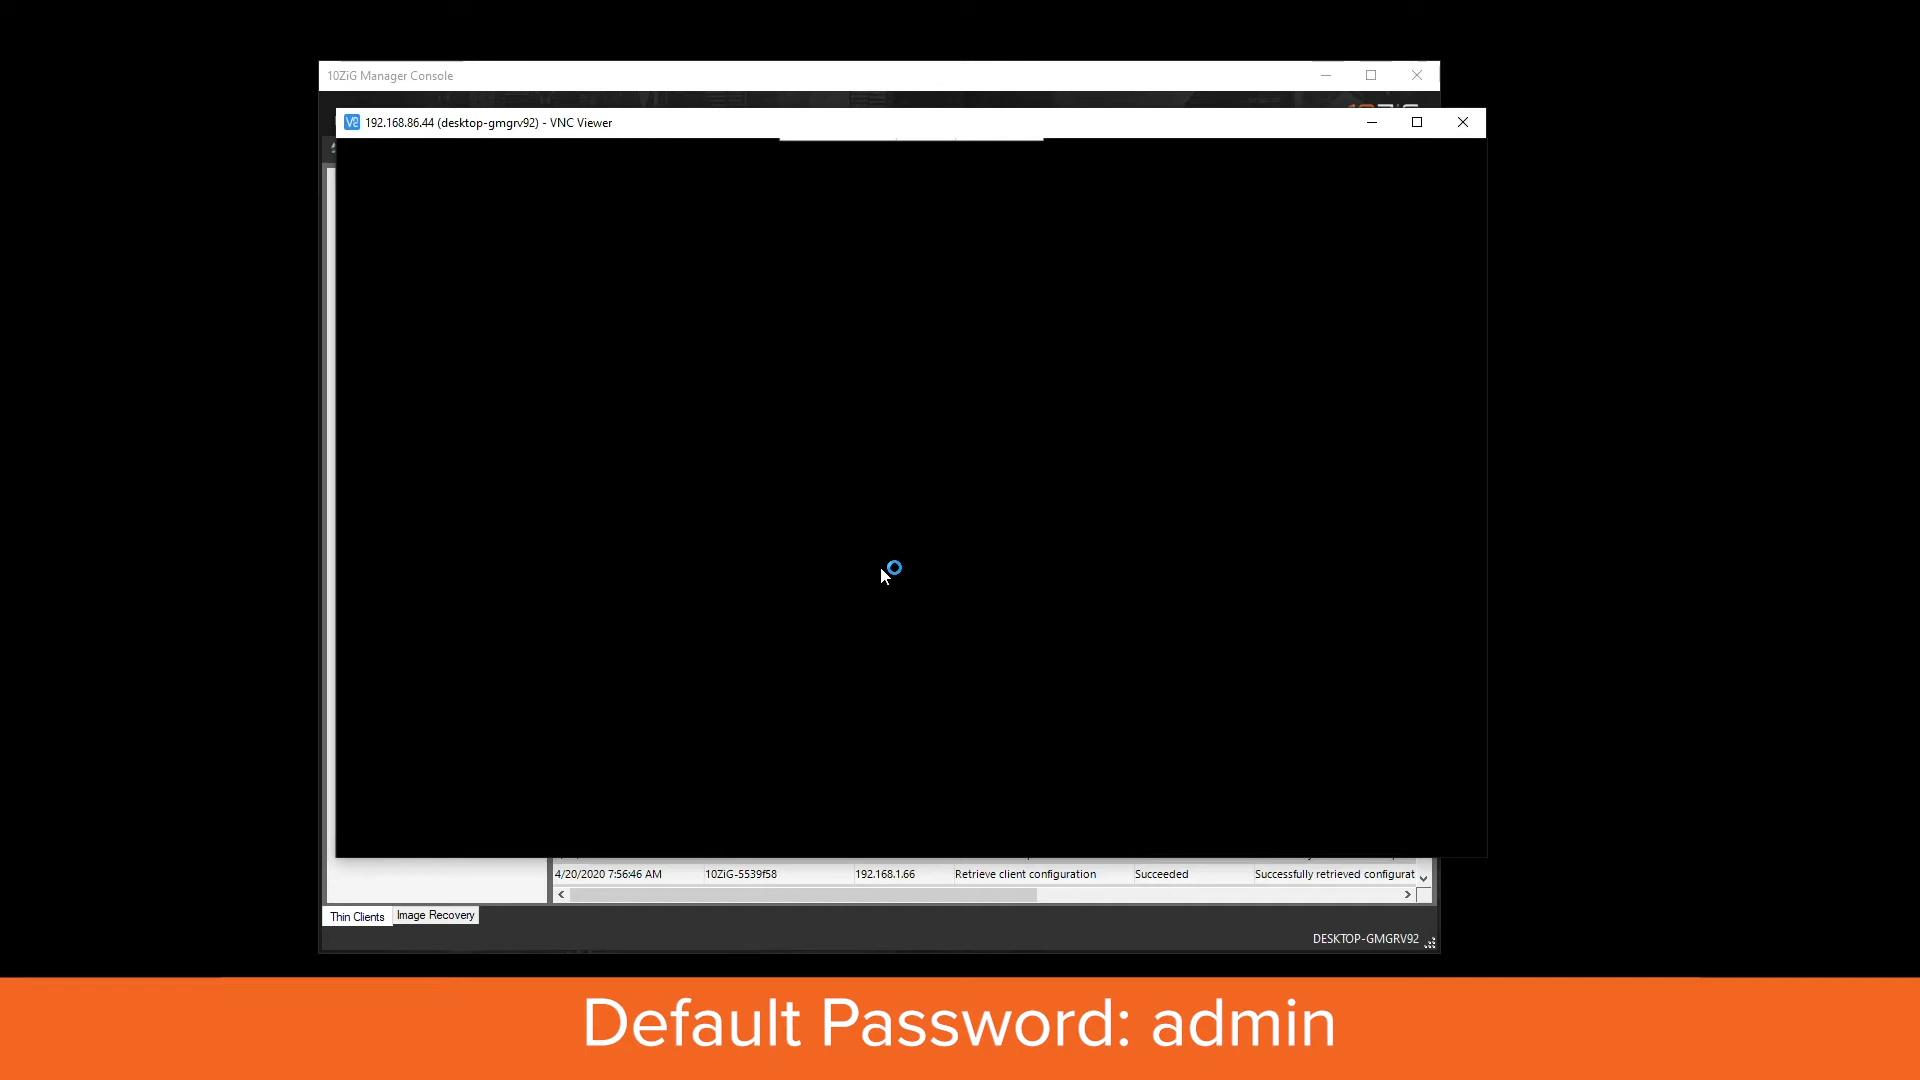 10ZiG Manager Console
192.168.86.44 (desktop-gmgrv92) - VNC Viewer
4/20/2020 7:56:46 AM 10ZiG-5539f58 192.168.1.66 Retrieve client configuration Succeeded Successfully retrieved configurat
Thin Clients Image Recovery
DESKTOP-GMGRV92
Default Password: admin